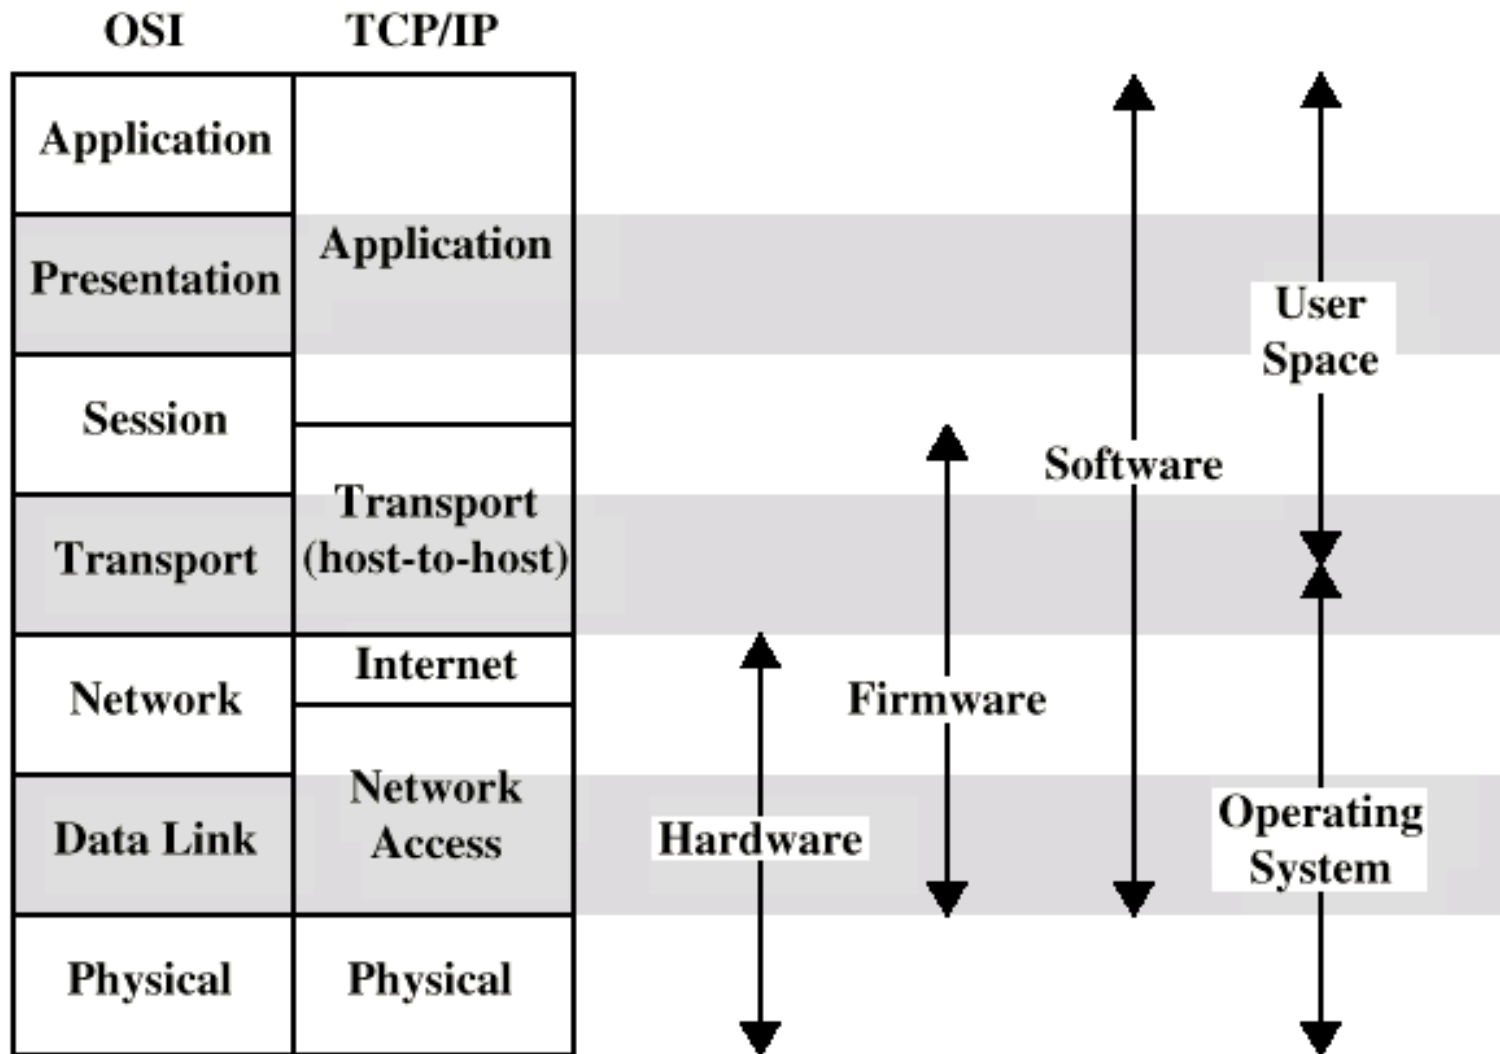 OSI
TCP/IP
Application
Presentation
Session
Transport
Network
Data Link
Physical
Application
Transport
(host-to-host)
Internet
Network
Access
Physical
Hardware
Firmware
Software
User
Space
Operating
System